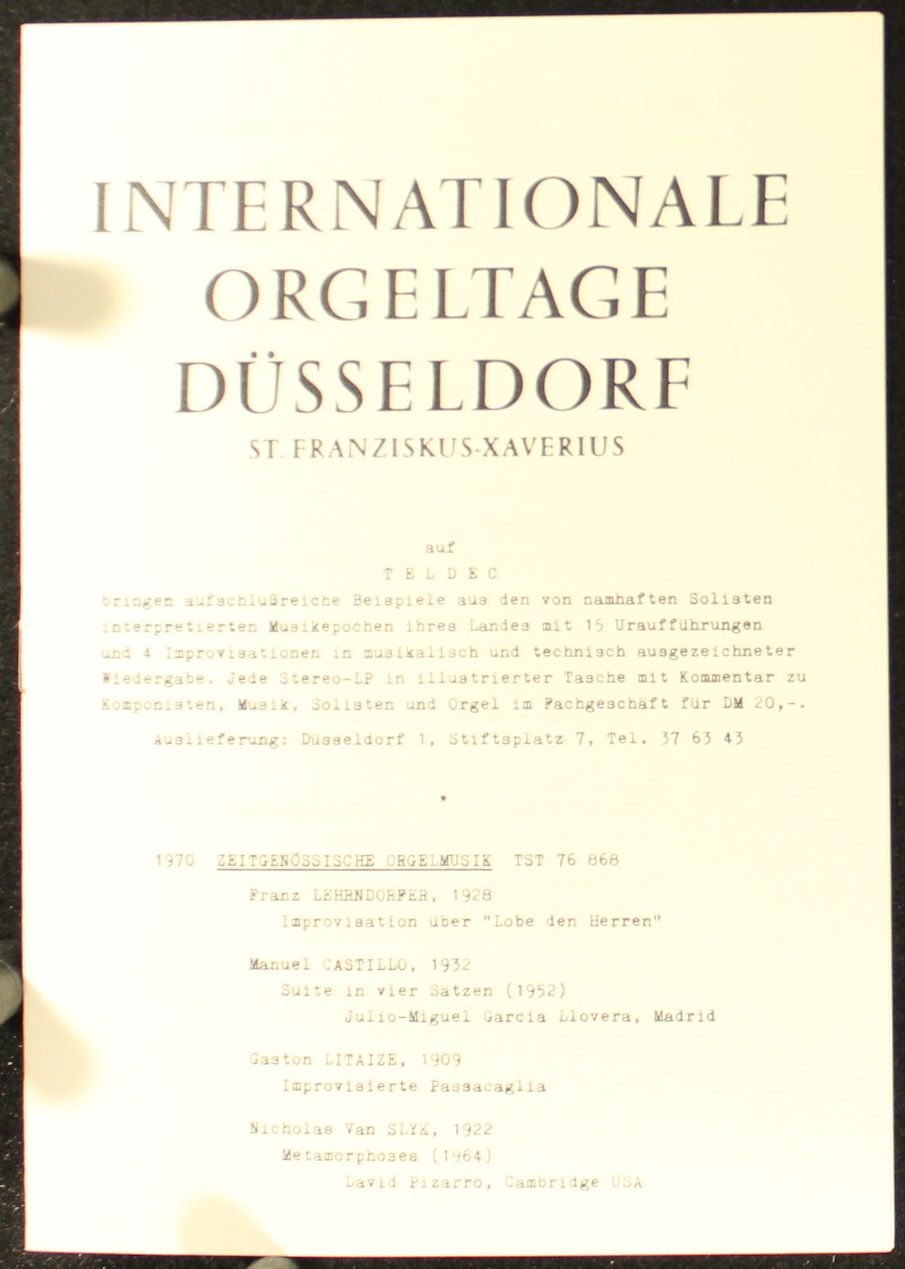 INTERNATIONALE
ORGELTAGE
DÜSSELDORF
ST. FRANZISKUS-XAVERIUS
auf
T E L D E C
bringen aufschlußreiche Beispiele aus den von namhaften Solisten
interpretierten Musikepochen ihres Landes mit 15 Uraufführungen
und 4 Improvisationen in musikalisch und technisch ausgezeichneter
Wiedergabe. Jede Stereo-LP in illustrierter Tasche mit Kommentar zu
Komponisten, Musik, Solisten und Orgel im Fachgeschäft für DM 20,-.
Auslieferung: Düsseldorf 1, Stiftsplatz 7, Tel. 37 63 43
*
1970 ZEITGENÖSSISCHE ORGELMUSIK TST 76 868
Franz LEHRNDORFER, 1928
Improvisation über "Lobe den Herren"
Manuel CASTILLO, 1932
Suite in vier Sätzen (1952)
Julio-Miguel Garcia Llovera, Madrid
Gaston LITAIZE, 1909
Improvisierte Passacaglia
Nicholas Van SLYK, 1922
Metamorphoses (1964)
David Pizarro, Cambridge USA